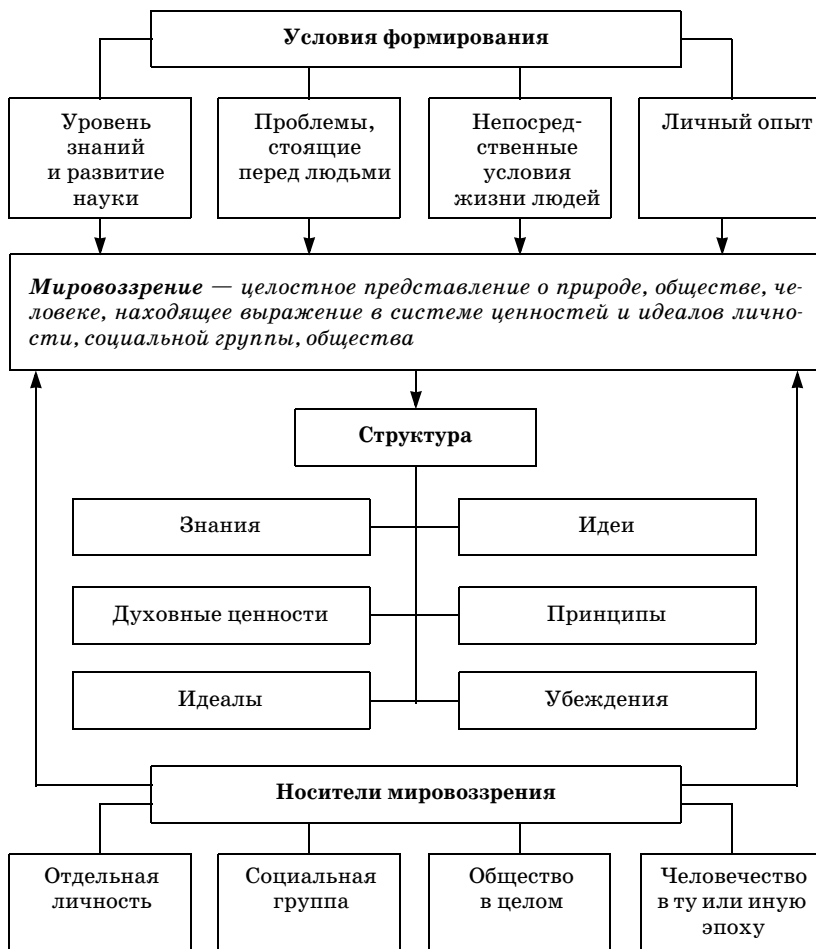 Условия формирования
Уровень
знаний
и развитие
науки
Проблемы,
стоящие
перед людьми
Непосред-
ственные
условия
жизни людей
Личный опыт
Мировоззрение — целостное представление о природе, обществе, че-
ловеке, находящее выражение в системе ценностей и идеалов лично-
сти, социальной группы, общества
Структура
Знания
Идеи
Духовные ценности
Принципы
Идеалы
Убеждения
Носители мировоззрения
Отдельная
личность
Социальная
группа
Общество
в целом
Человечество
в ту или иную
эпоху